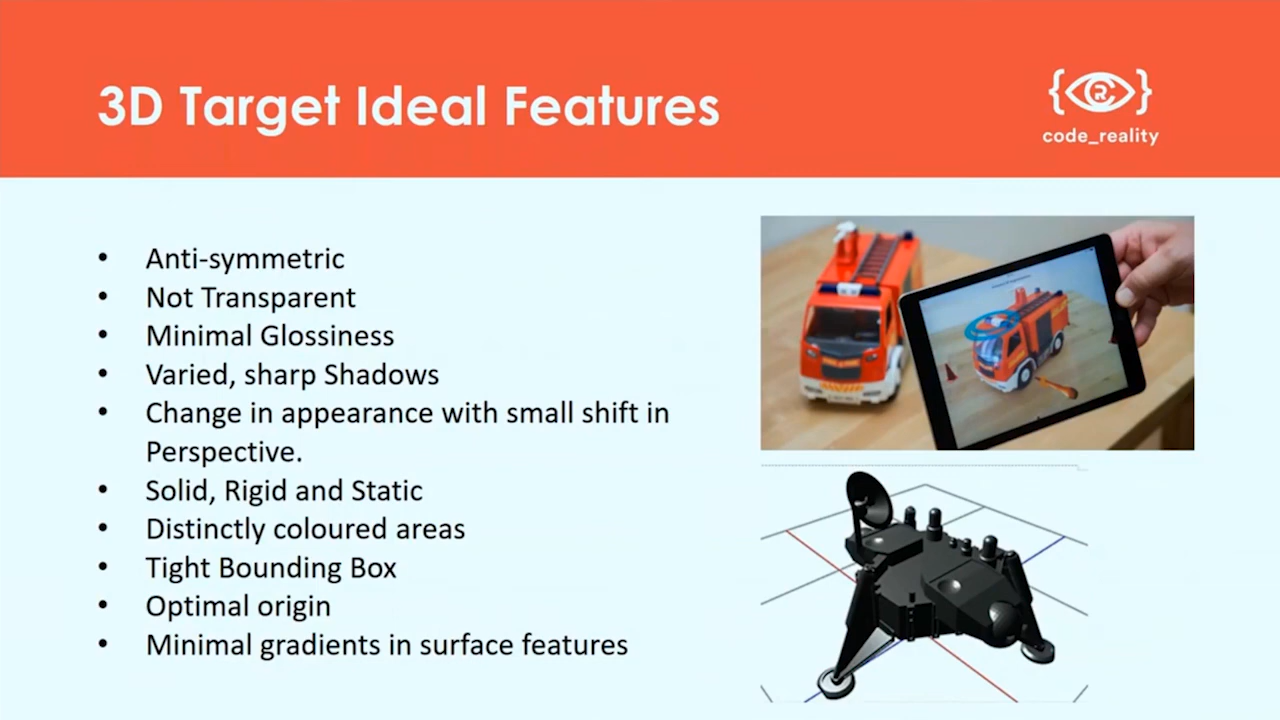 3D Target Ideal Features
code_reality
• Anti-symmetric
• Not Transparent
• Minimal Glossiness
• Varied, sharp Shadows
• Change in appearance with small shift in
Perspective.
• Solid, Rigid and Static
• Distinctly coloured areas
• Tight Bounding Box
• Optimal origin
• Minimal gradients in surface features